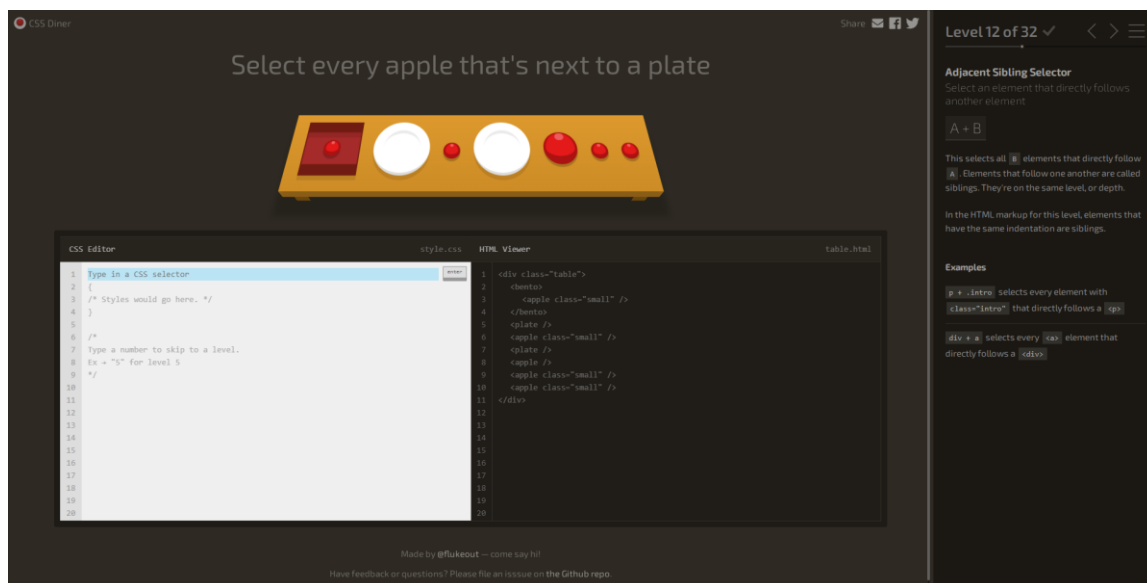 CSS Diner
Share
Select every apple that's next to a plate
CSS Editor
style.css
1 Type in a CSS selector
enter
2 {
3 /* Styles would go here. */
4 }
5
6 /*
7 Type a number to skip to a level.
8 Ex → "5" for level 5
9 */
10
11
12
13
14
15
16
17
18
19
20
HTML Viewer
table.html
1 <div class="table">
2 <bento>
3 <apple class="small" />
4 </bento>
5 <plate />
6 <apple class="small" />
7 <plate />
8 <apple />
9 <apple class="small" />
10 <apple class="small" />
11 </div>
12
13
14
15
16
17
18
19
20
Made by @flukeout — come say hi!
Have feedback or questions? Please file an isssue on the Github repo.
Level 12 of 32
Adjacent Sibling Selector
Select an element that directly follows
another element
A + B
This selects all B elements that directly follow
A . Elements that follow one another are called
siblings. They're on the same level, or depth.
In the HTML markup for this level, elements that
have the same indentation are siblings.
Examples
p + .intro selects every element with
class="intro" that directly follows a <p>
div + a selects every <a> element that
directly follows a <div>